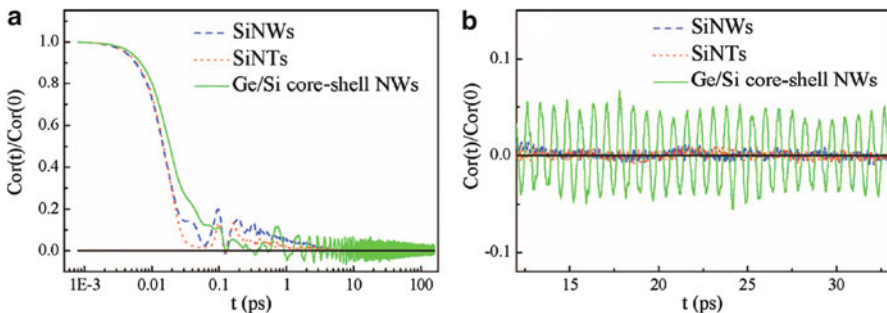 a
SiNWs
SiNTs
Ge/Si core-shell NWs
Cor(t)/Cor(0)
1.0
0.8
0.6
0.4
0.2
0.0
1E-3 0.01 0.1 1 10 100
t (ps)
b
SiNWs
SiNTs
Ge/Si core-shell NWs
Cor(t)/Cor(0)
0.1
0.0
-0.1
15 20 25 30
t (ps)